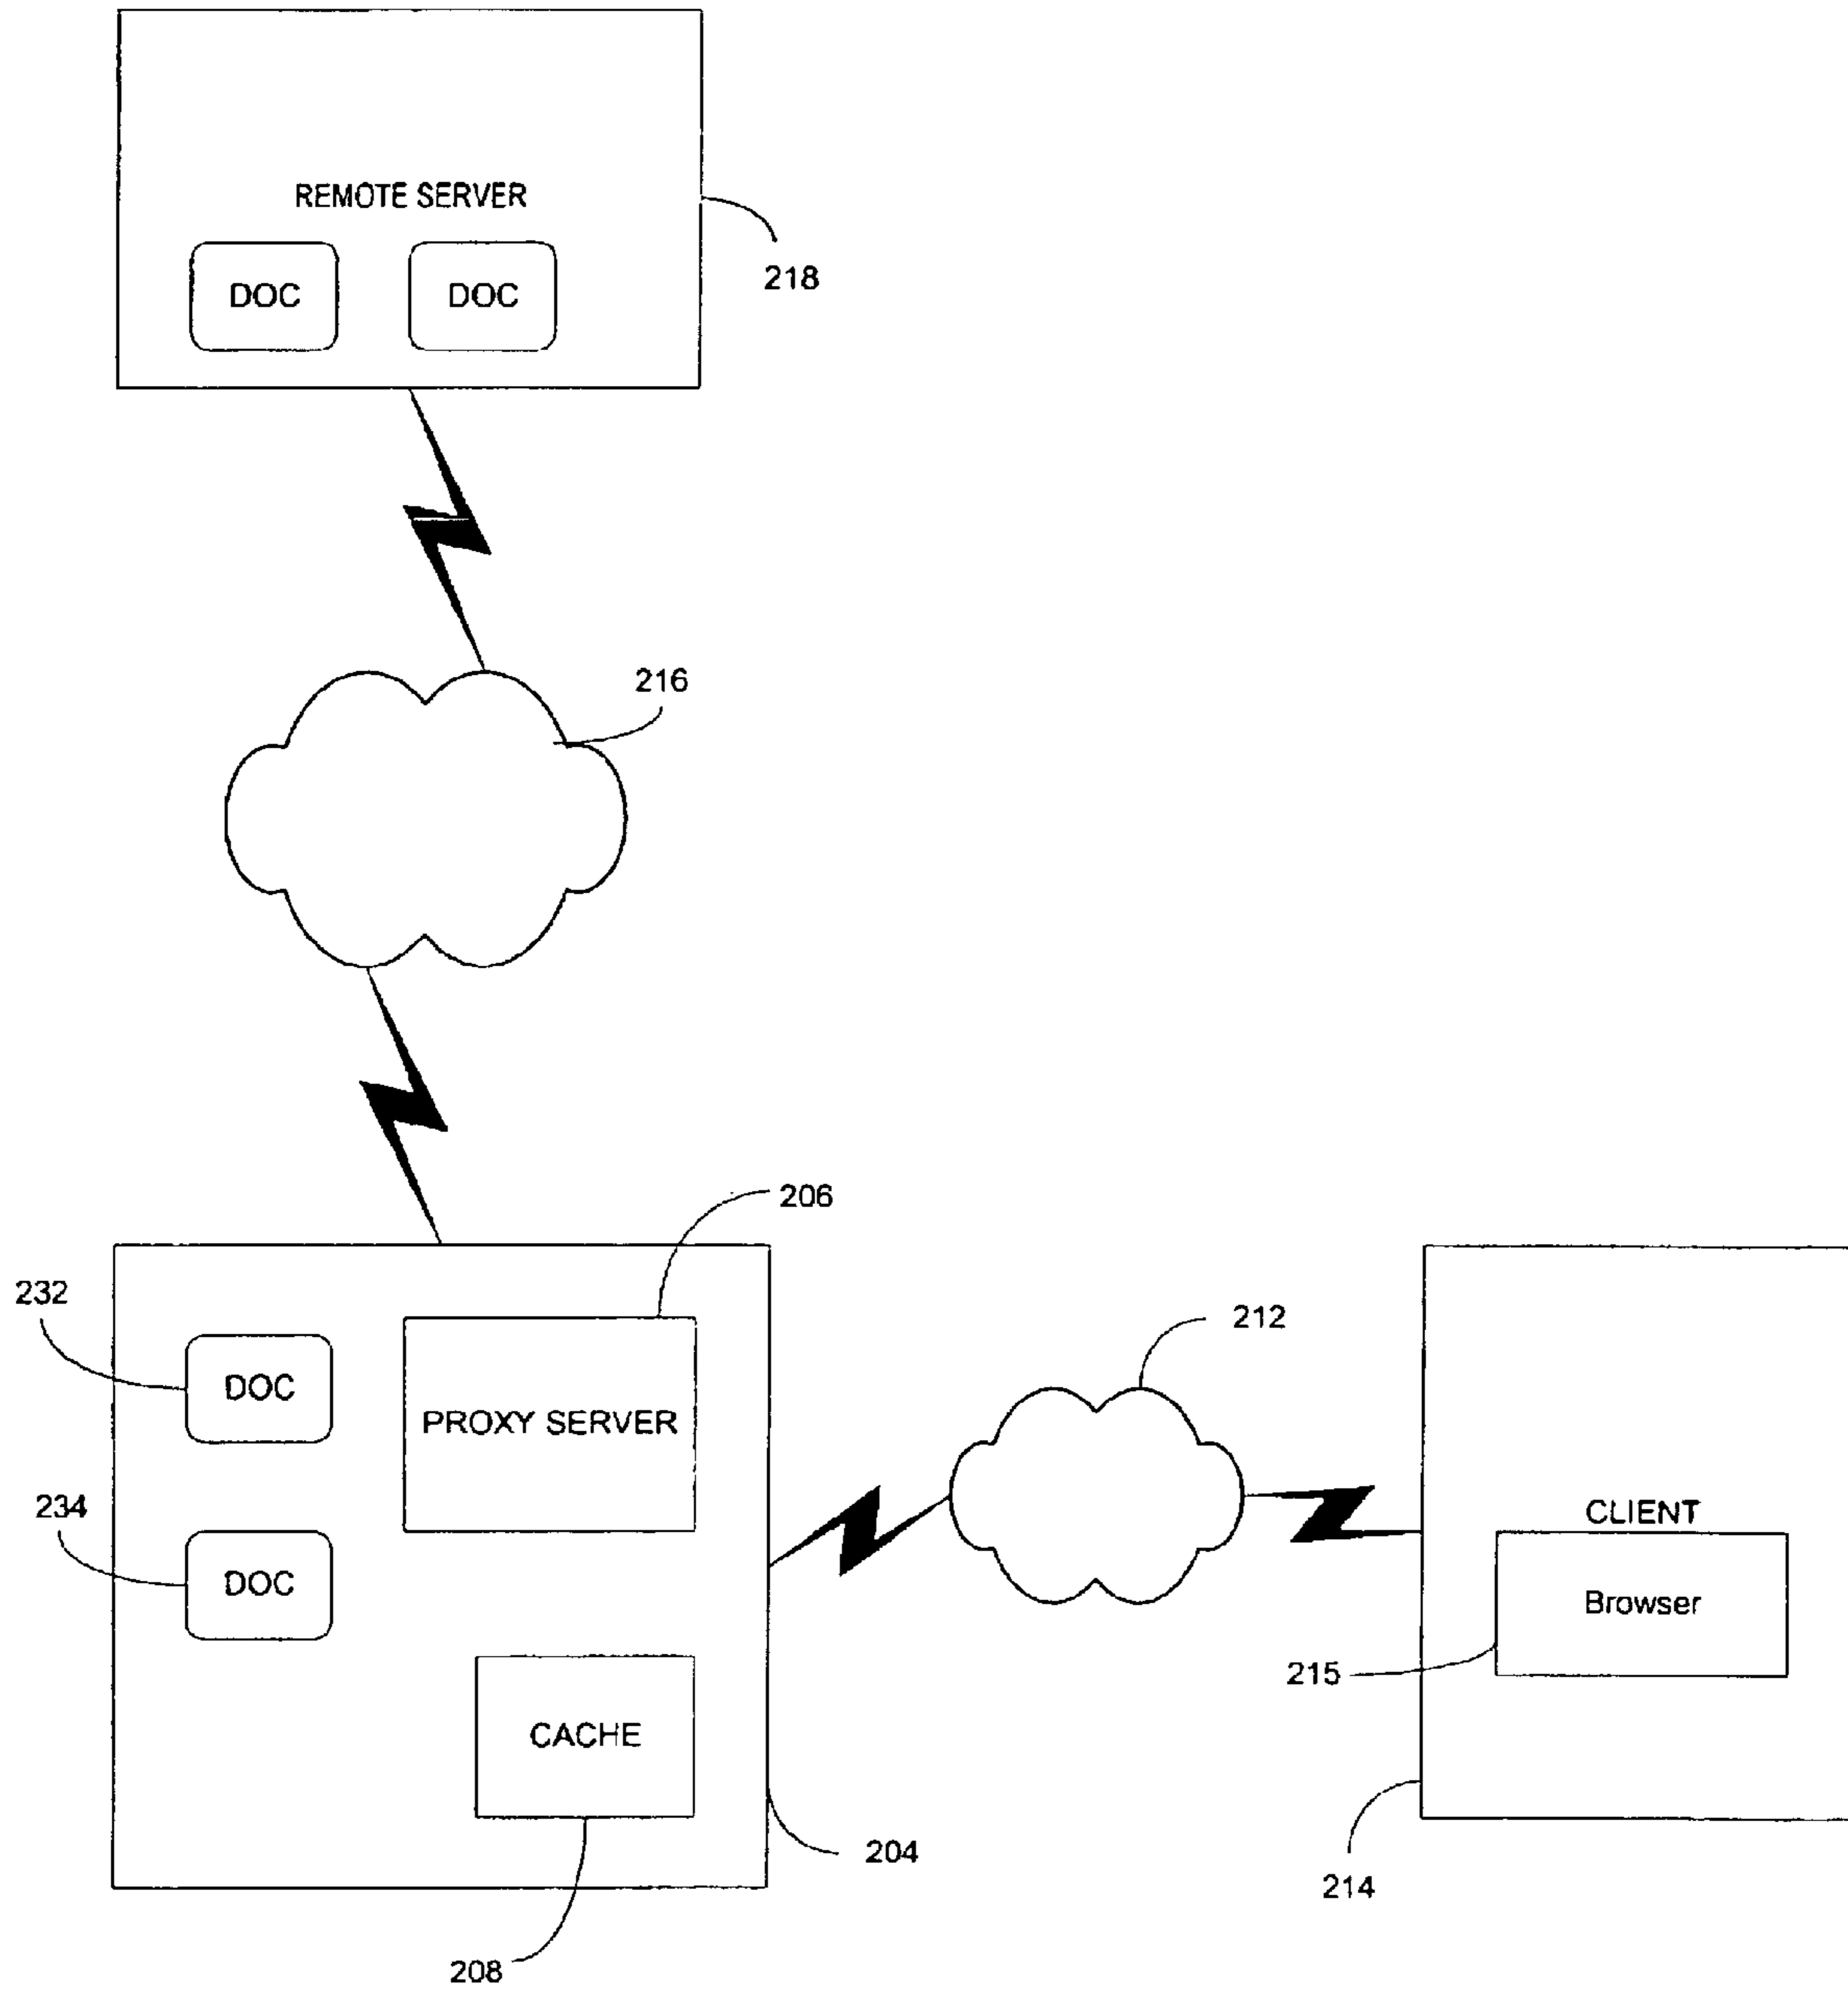 REMOTE SERVER
DOC DOC
218
216
206
232
DOC
PROXY SERVER
212
234
DOC
CLIENT
Browser
215
CACHE
204
214
208